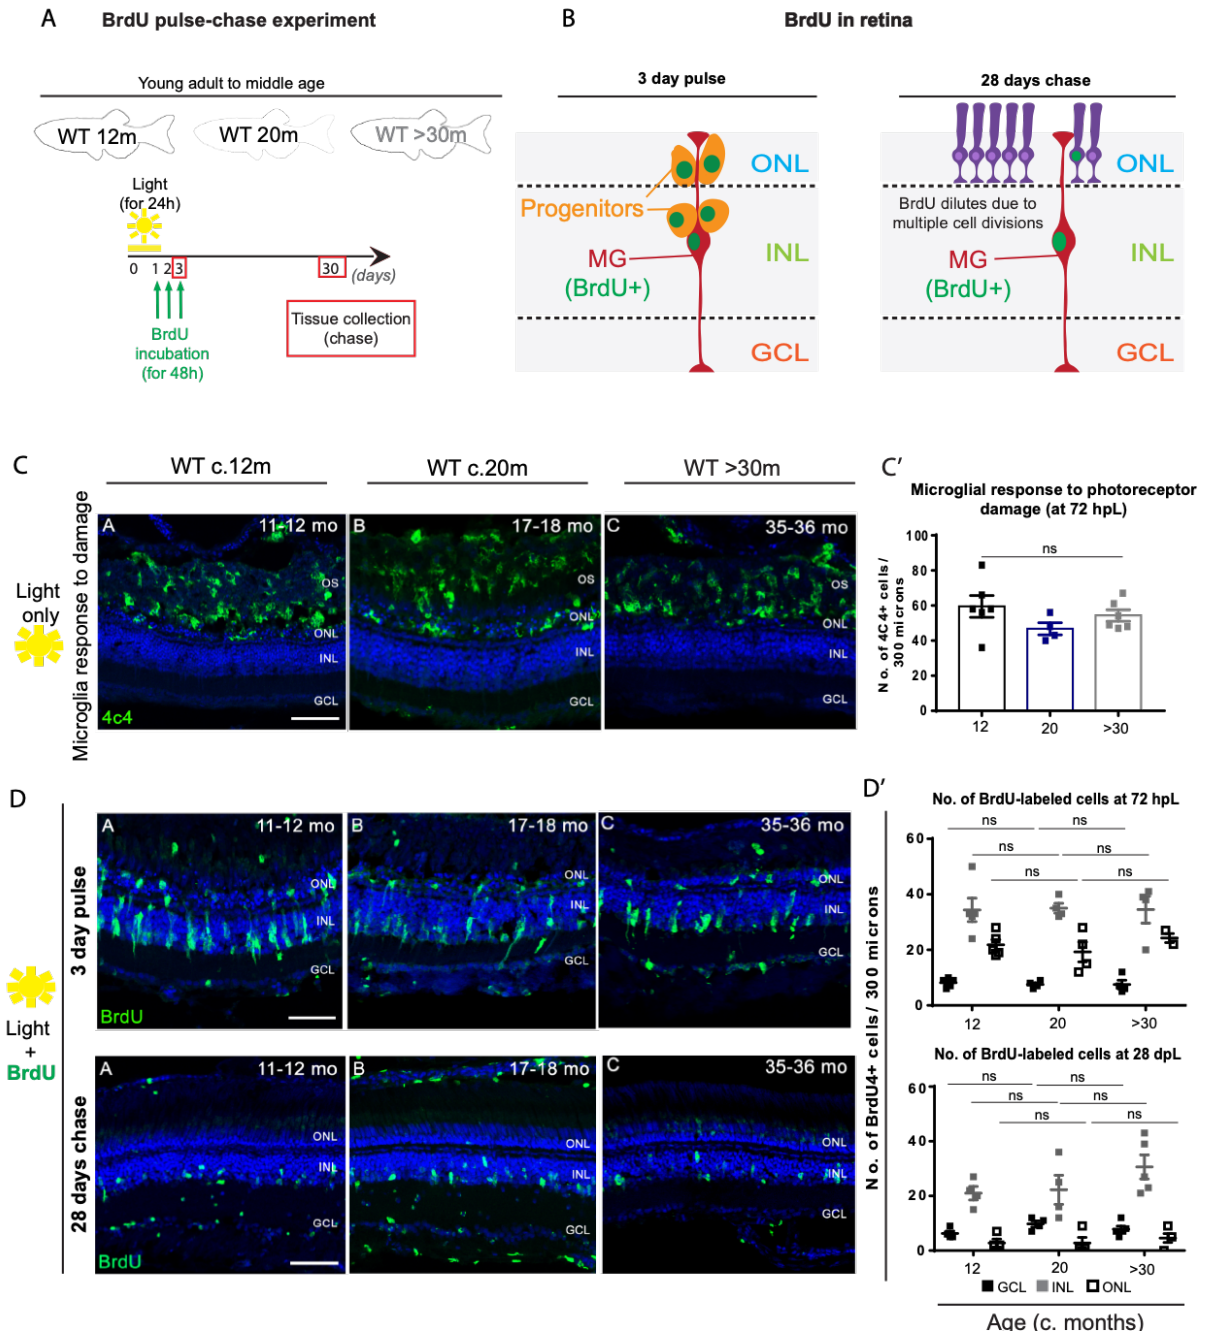 A
BrdU pulse-chase experiment
Young adult to middle age
WT 12m
WT 20m
WT >30m
Light
(for 24h)
0
1
2
3
30
(days)
BrdU
incubation
(for 48h)
Tissue collection
(chase)
B
BrdU in retina
3 day pulse
28 days chase
ONL
Progenitors
INL
MG
(BrdU+)
GCL
ONL
BrdU dilutes due to
multiple cell divisions
INL
MG
(BrdU+)
GCL
C
WT c.12m
WT c.20m
WT >30m
Light
only
Microglia response to damage
A
11-12 mo
OS
ONL
INL
GCL
4c4
B
17-18 mo
OS
ONL
INL
GCL
C
35-36 mo
OS
ONL
INL
GCL
C’
Microglial response to photoreceptor
damage (at 72 hpL)
ns
No. of 4C4+ cells/
300 microns
100
80
60
40
20
0
12
20
>30
D
Light
+
BrdU
3 day pulse
A
11-12 mo
ONL
INL
GCL
BrdU
B
17-18 mo
ONL
INL
GCL
C
35-36 mo
ONL
INL
GCL
28 days chase
A
11-12 mo
ONL
INL
GCL
BrdU
B
17-18 mo
ONL
INL
GCL
C
35-36 mo
ONL
INL
GCL
D’
No. of BrdU4+ cells/ 300 microns
No. of BrdU-labeled cells at 72 hpL
ns
ns
ns
ns
ns
ns
60
40
20
0
12
20
>30
No. of BrdU-labeled cells at 28 dpL
ns
ns
ns
ns
ns
ns
60
40
20
0
12
20
>30
GCL
INL
ONL
Age (c. months)